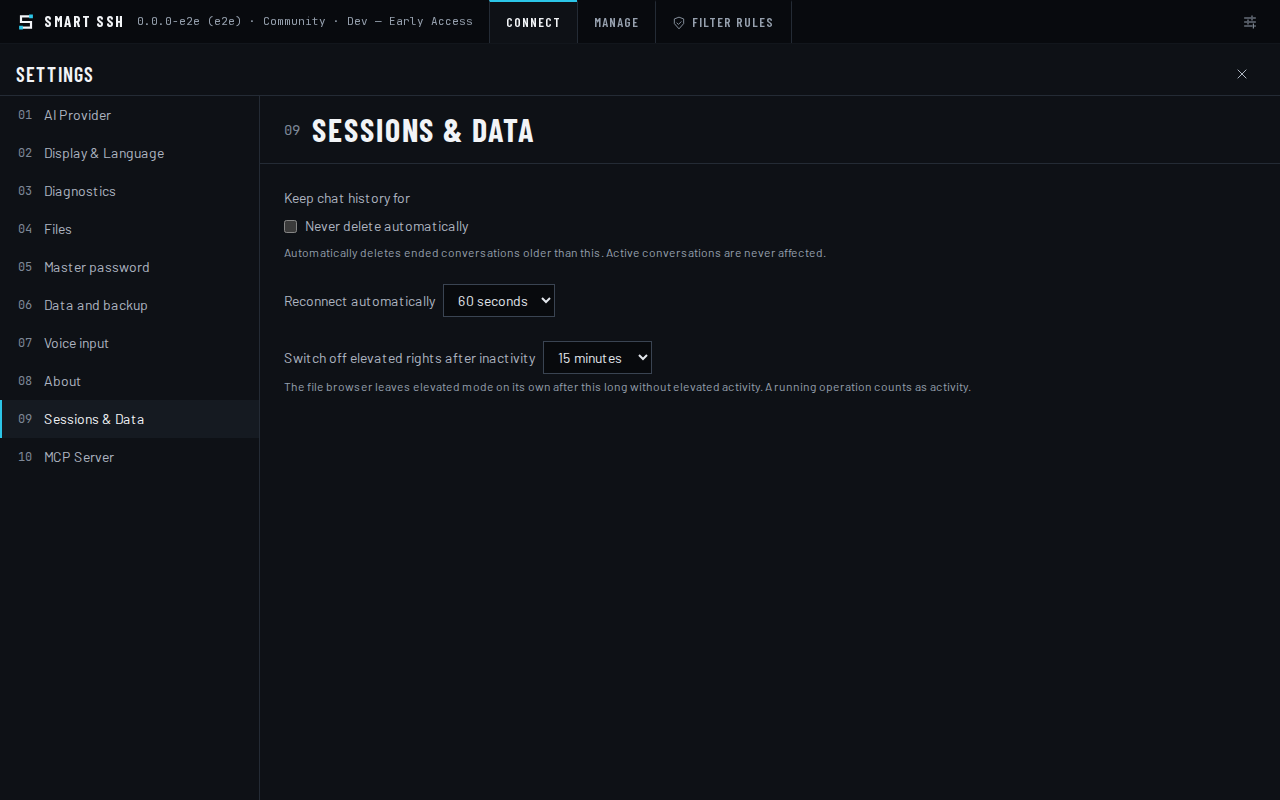 SMART SSH 0.0.0-e2e (e2e) · Community · Dev — Early Access CONNECT MANAGE FILTER RULES
SETTINGS
01 AI Provider
02 Display & Language
03 Diagnostics
04 Files
05 Master password
06 Data and backup
07 Voice input
08 About
09 Sessions & Data
10 MCP Server
09 SESSIONS & DATA
Keep chat history for
Never delete automatically
Automatically deletes ended conversations older than this. Active conversations are never affected.
Reconnect automatically 60 seconds
Switch off elevated rights after inactivity 15 minutes
The file browser leaves elevated mode on its own after this long without elevated activity. A running operation counts as activity.